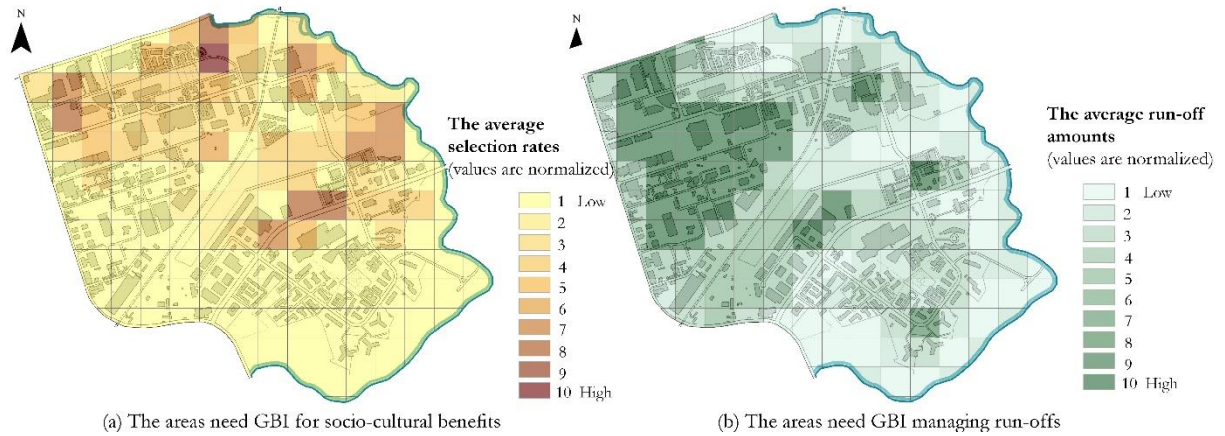 N
The average
selection rates
(values are normalized)
1 Low
2
3
4
5
6
7
8
9
10 High
(a) The areas need GBI for socio-cultural benefits
N
The average run-off
amounts
(values are normalized)
1 Low
2
3
4
5
6
7
8
9
10 High
(b) The areas need GBI managing run-offs